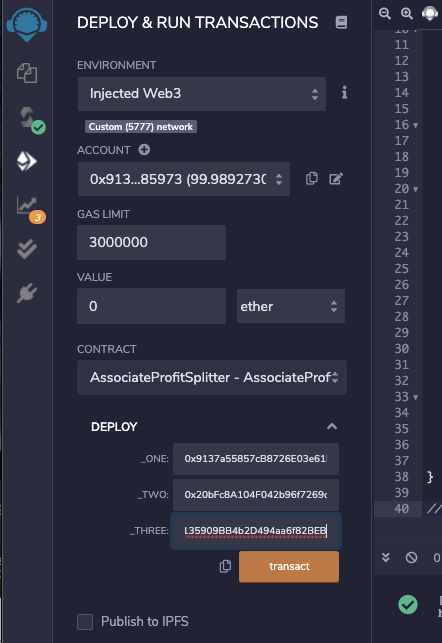 DEPLOY & RUN TRANSACTIONS
ENVIRONMENT
Injected Web3
Custom (5777) network
ACCOUNT
0x913...85973 (99.9892730
GAS LIMIT
3000000
VALUE
0 ether
CONTRACT
AssociateProfitSplitter - AssociateProf
DEPLOY
_ONE: 0x9137a55857cB8726E03e61
_TWO: 0x20bFc8A104F042b96f7269c
_THREE: 135909BB4b2D494aa6f82BEB
transact
Publish to IPFS
3
11
12
13
14
15
16
17
18
19
20
21
22
23
24
25
26
27
28
29
30
31
32
33
34
35
36
37
38 }
39
40 //
0